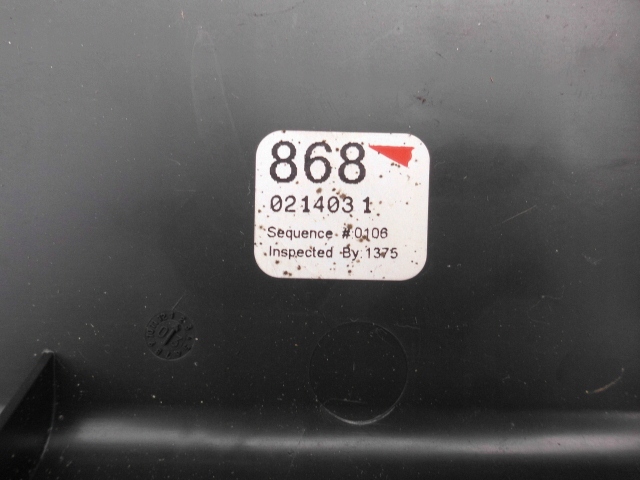 868
0214031
Sequence #0106
Inspected By 1375